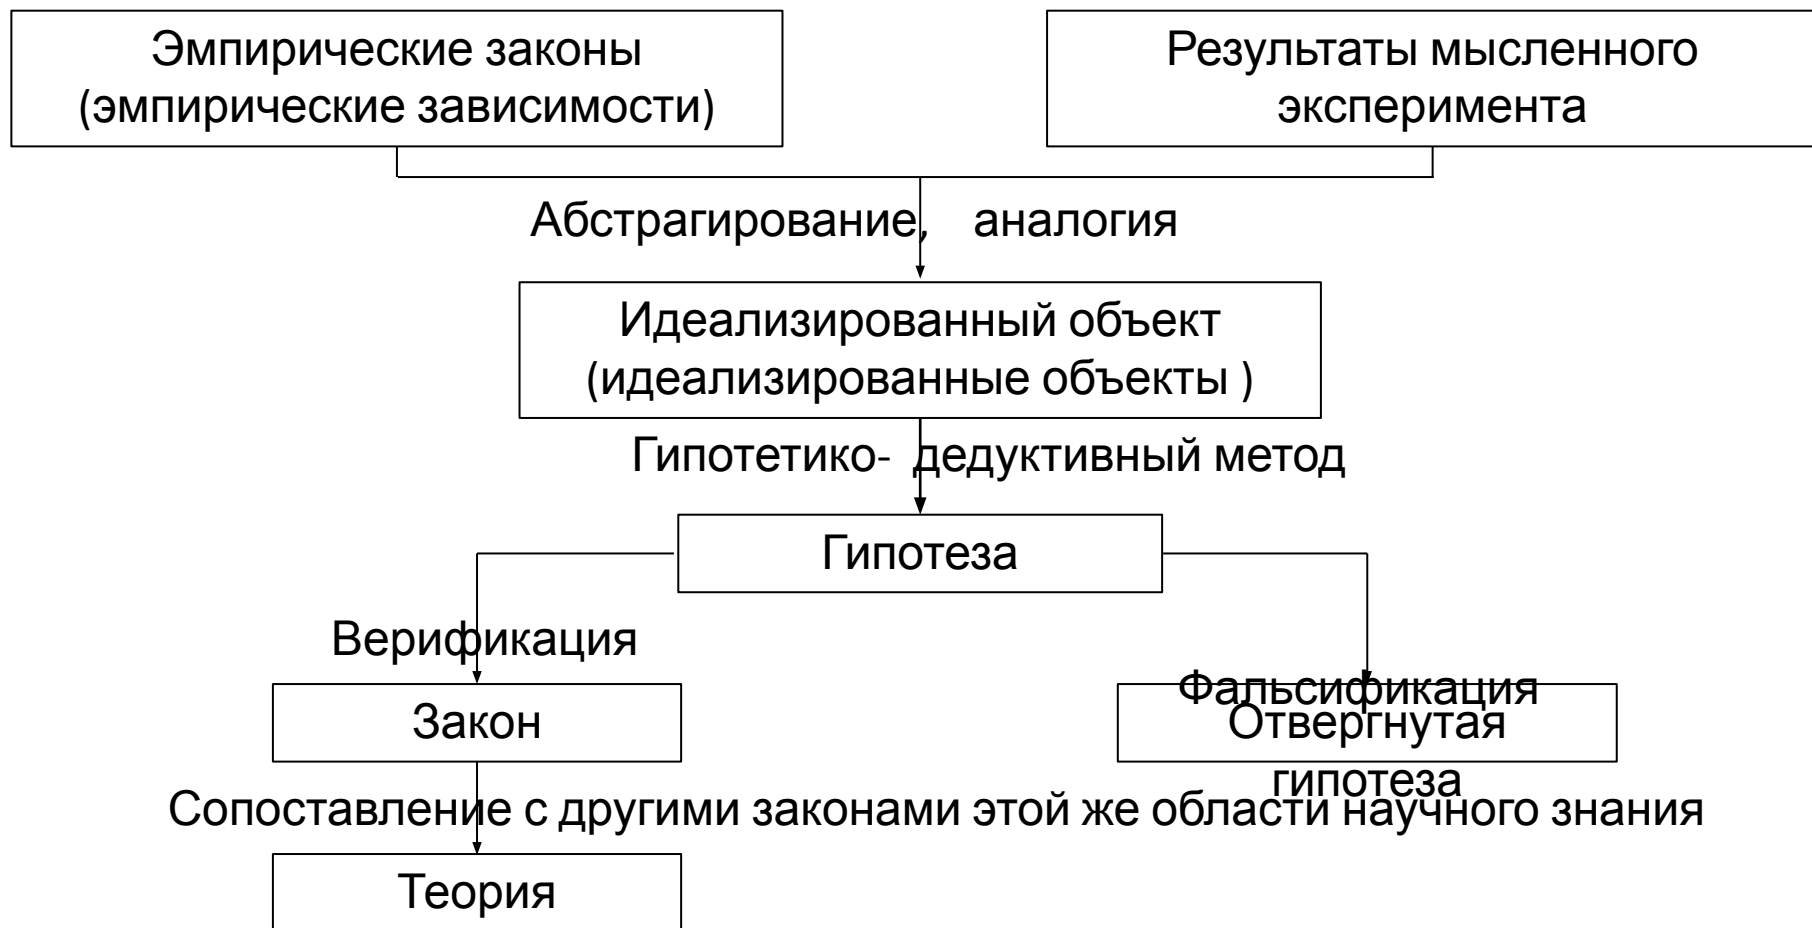 Эмпирические законы
(эмпирические зависимости)
Результаты мысленного
эксперимента
Абстрагирование, аналогия
Идеализированный объект
(идеализированные объекты )
Гипотетико- дедуктивный метод
Гипотеза
Верификация
Фальсификация
Закон
Отвергнутая
гипотеза
Сопоставление с другими законами этой же области научного знания
Теория